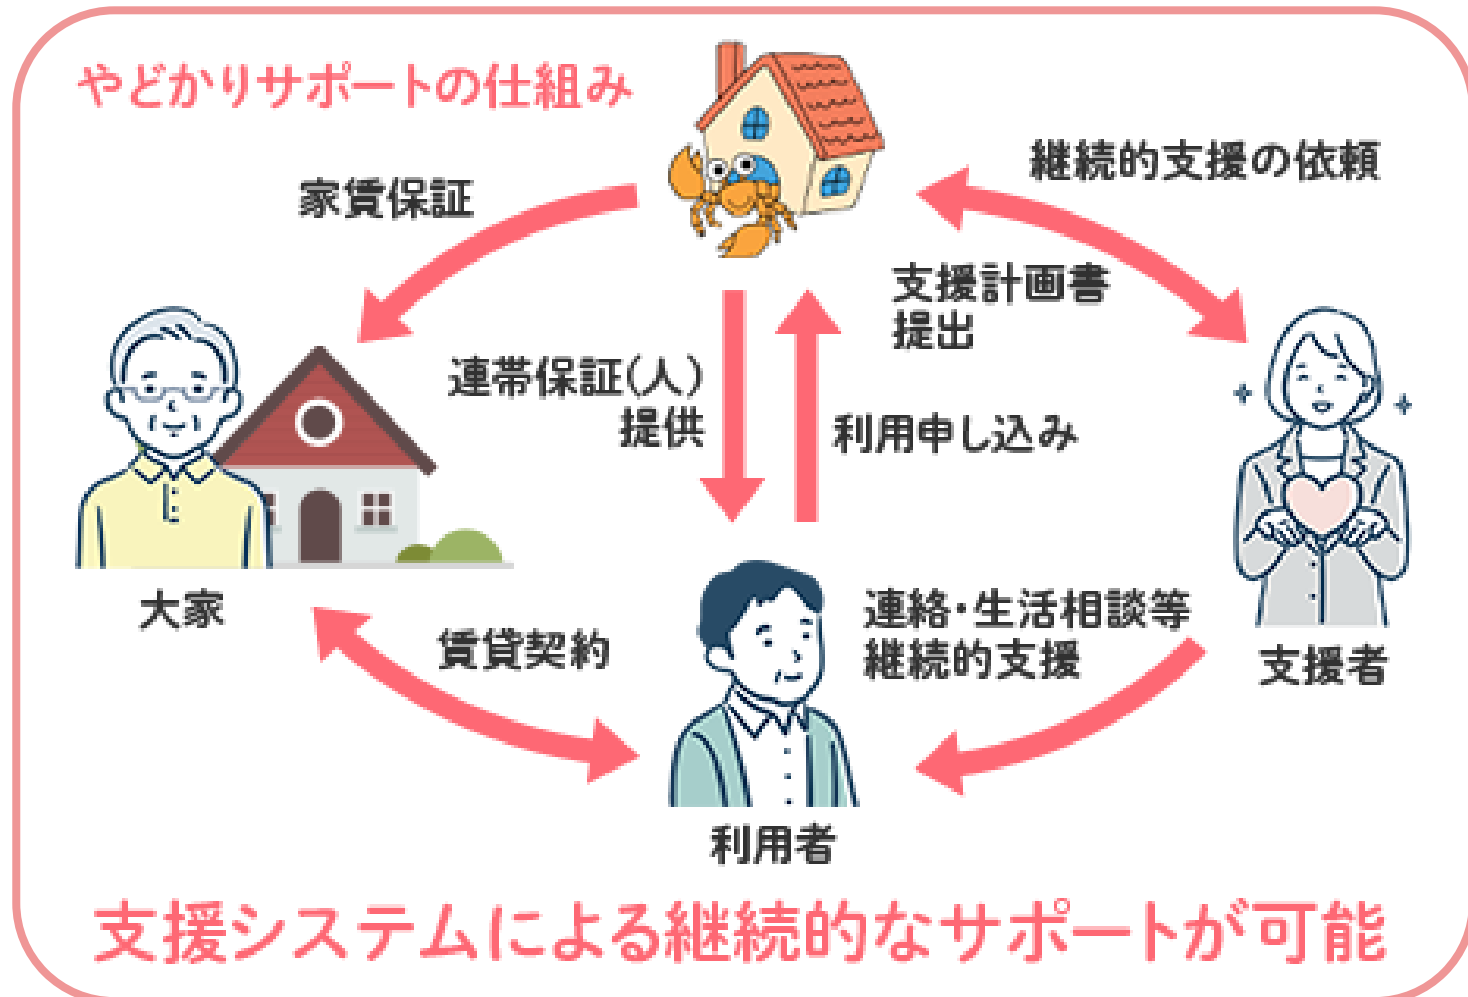 やどかりサポートの仕組み
家賃保証
継続的支援の依頼
支援計画書
提出
連帯保証(人)
提供
利用申し込み
大家
賃貸契約
連絡・生活相談等
継続的支援
支援者
利用者
支援システムによる継続的なサポートが可能